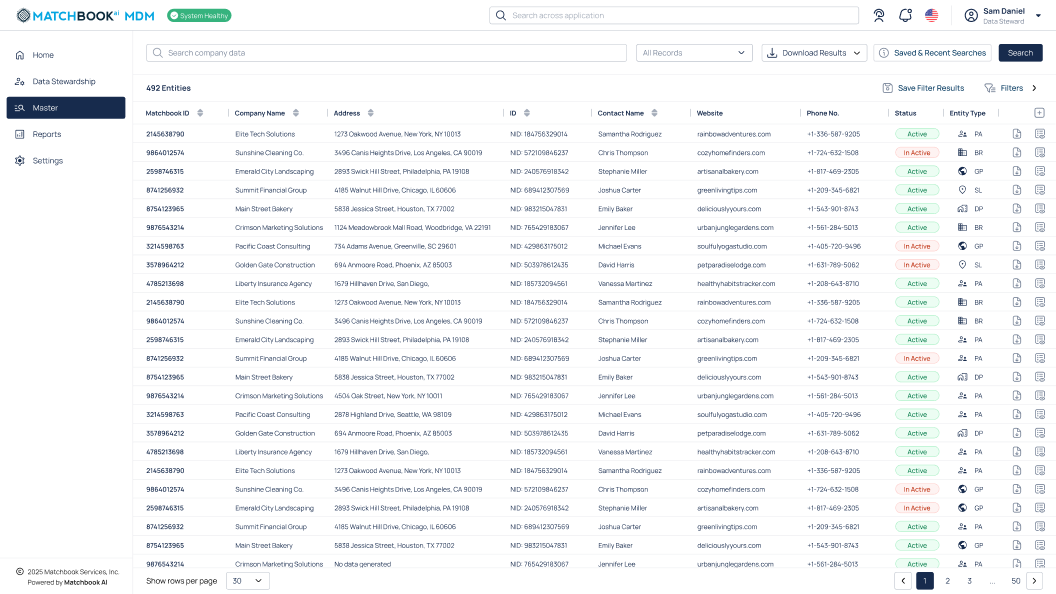 MATCHBOOK ai MDM System Healthy Search across application Sam Daniel Data Steward
Home
Data Stewardship
Master
Reports
Settings
Search company data All Records Download Results Saved & Recent Searches Search
492 Entities Save Filter Results Filters
Matchbook ID Company Name Address ID Contact Name Website Phone No. Status Entity Type
2145638790 Elite Tech Solutions 1273 Oakwood Avenue, New York, NY 10013 NID: 184756329014 Samantha Rodriguez rainbowadventures.com +1-336-587-9205 Active PA
9864012574 Sunshine Cleaning Co. 3496 Canis Heights Drive, Los Angeles, CA 90019 NID: 572109846237 Chris Thompson cozyhomefinders.com +1-724-632-1508 In Active BR
2598746315 Emerald City Landscaping 2893 Swick Hill Street, Philadelphia, PA 19108 NID: 240576918342 Stephanie Miller artisanalbakery.com +1-817-469-2305 Active GP
8741256932 Summit Financial Group 4185 Walnut Hill Drive, Chicago, IL 60606 NID: 689412307569 Joshua Carter greenlivingtips.com +1-209-345-6821 Active SL
8754123965 Main Street Bakery 5838 Jessica Street, Houston, TX 77002 NID: 983215047831 Emily Baker deliciouslyyours.com +1-543-901-8743 Active DP
9876543214 Crimson Marketing Solutions 1124 Meadowbrook Mall Road, Woodbridge, VA 22191 NID: 765429183067 Jennifer Lee urbanjunglegardens.com +1-561-284-5013 Active BR
3214598763 Pacific Coast Consulting 734 Adams Avenue, Greenville, SC 29601 NID: 429863175012 Michael Evans soulfulyogastudio.com +1-405-720-9496 In Active GP
3578964212 Golden Gate Construction 694 Anmoore Road, Phoenix, AZ 85003 NID: 503978612435 David Harris petparadiselodge.com +1-631-789-5062 In Active SL
4785213698 Liberty Insurance Agency 1679 Hillhaven Drive, San Diego, NID: 185732094561 Vanessa Martinez healthyhabitstracker.com +1-208-643-8710 Active PA
2145638790 Elite Tech Solutions 1273 Oakwood Avenue, New York, NY 10013 NID: 184756329014 Samantha Rodriguez rainbowadventures.com +1-336-587-9205 Active BR
9864012574 Sunshine Cleaning Co. 3496 Canis Heights Drive, Los Angeles, CA 90019 NID: 572109846237 Chris Thompson cozyhomefinders.com +1-724-632-1508 Active BR
2598746315 Emerald City Landscaping 2893 Swick Hill Street, Philadelphia, PA 19108 NID: 240576918342 Stephanie Miller artisanalbakery.com +1-817-469-2305 Active PA
8741256932 Summit Financial Group 4185 Walnut Hill Drive, Chicago, IL 60606 NID: 689412307569 Joshua Carter greenlivingtips.com +1-209-345-6821 In Active PA
8754123965 Main Street Bakery 5838 Jessica Street, Houston, TX 77002 NID: 983215047831 Emily Baker deliciouslyyours.com +1-543-901-8743 Active DP
9876543214 Crimson Marketing Solutions 4504 Oak Street, New York, NY 10011 NID: 765429183067 Jennifer Lee urbanjunglegardens.com +1-561-284-5013 Active PA
3214598763 Pacific Coast Consulting 2878 Highland Drive, Seattle, WA 98109 NID: 429863175012 Michael Evans soulfulyogastudio.com +1-405-720-9496 Active PA
3578964212 Golden Gate Construction 694 Anmoore Road, Phoenix, AZ 85003 NID: 503978612435 David Harris petparadiselodge.com +1-631-789-5062 Active DP
4785213698 Liberty Insurance Agency 1679 Hillhaven Drive, San Diego, NID: 185732094561 Vanessa Martinez healthyhabitstracker.com +1-208-643-8710 Active PA
2145638790 Elite Tech Solutions 1273 Oakwood Avenue, New York, NY 10013 NID: 184756329014 Samantha Rodriguez rainbowadventures.com +1-336-587-9205 Active PA
9864012574 Sunshine Cleaning Co. 3496 Canis Heights Drive, Los Angeles, CA 90019 NID: 572109846237 Chris Thompson cozyhomefinders.com +1-724-632-1508 In Active GP
2598746315 Emerald City Landscaping 2893 Swick Hill Street, Philadelphia, PA 19108 NID: 240576918342 Stephanie Miller artisanalbakery.com +1-817-469-2305 In Active GP
8741256932 Summit Financial Group 4185 Walnut Hill Drive, Chicago, IL 60606 NID: 689412307569 Joshua Carter greenlivingtips.com +1-209-345-6821 Active PA
8754123965 Main Street Bakery 5838 Jessica Street, Houston, TX 77002 NID: 983215047831 Emily Baker deliciouslyyours.com +1-543-901-8743 Active GP
9876543214 Crimson Marketing Solutions No data generated NID: 765429183067 Jennifer Lee urbanjunglegardens.com +1-561-284-5013 Active PA
© 2025 Matchbook Services, Inc.
Powered by Matchbook AI
Show rows per page 30 1 2 3 ... 50